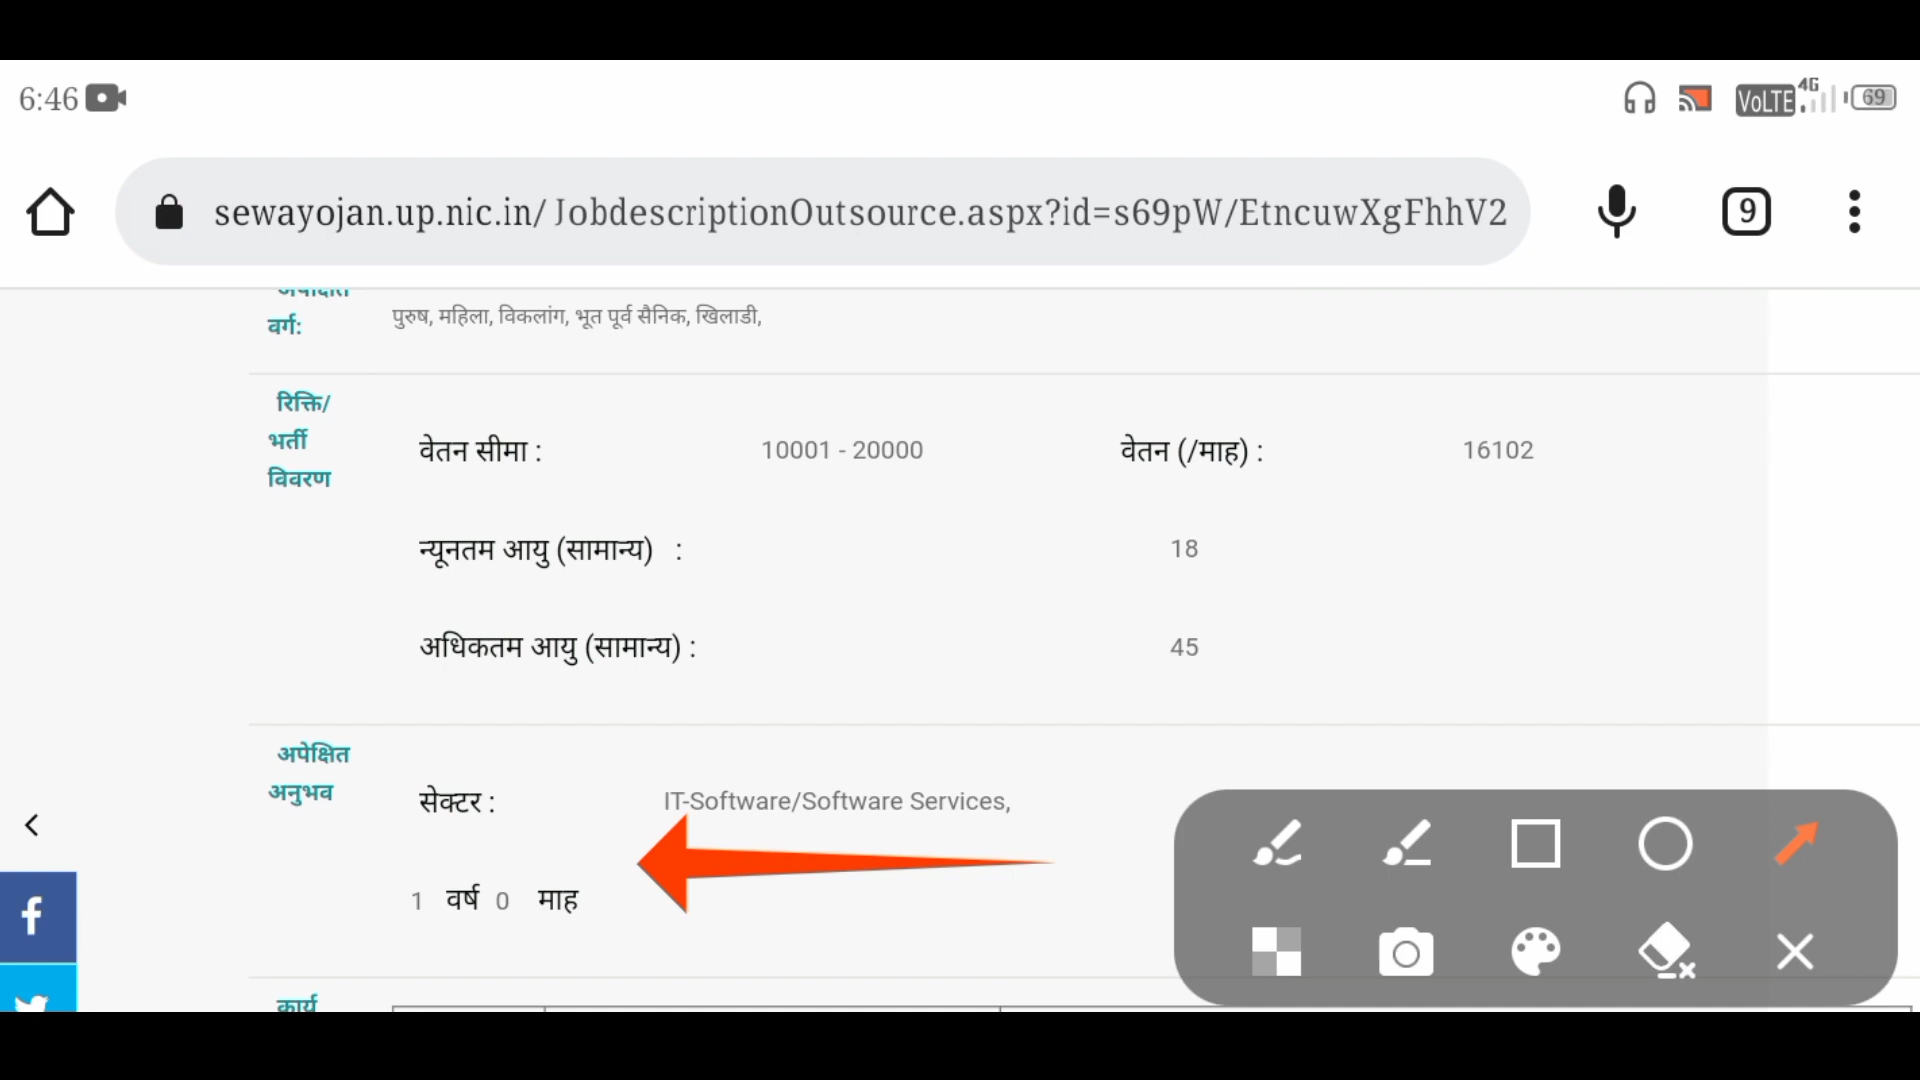 6:46
VoLTE 4G 69
sewayojan.up.nic.in/JobdescriptionOutsource.aspx?id=s69pW/EtncuwXgFhhV2
9
वर्ग:
पुरुष, महिला, विकलांग, भूत पूर्व सैनिक, खिलाडी,
रिक्ति/
भर्ती
विवरण
वेतन सीमा : 10001 - 20000 वेतन (/माह) : 16102
न्यूनतम आयु (सामान्य) : 18
अधिकतम आयु (सामान्य) : 45
अपेक्षित
अनुभव
सेक्टर : IT-Software/Software Services,
1 वर्ष 0 माह
कार्य